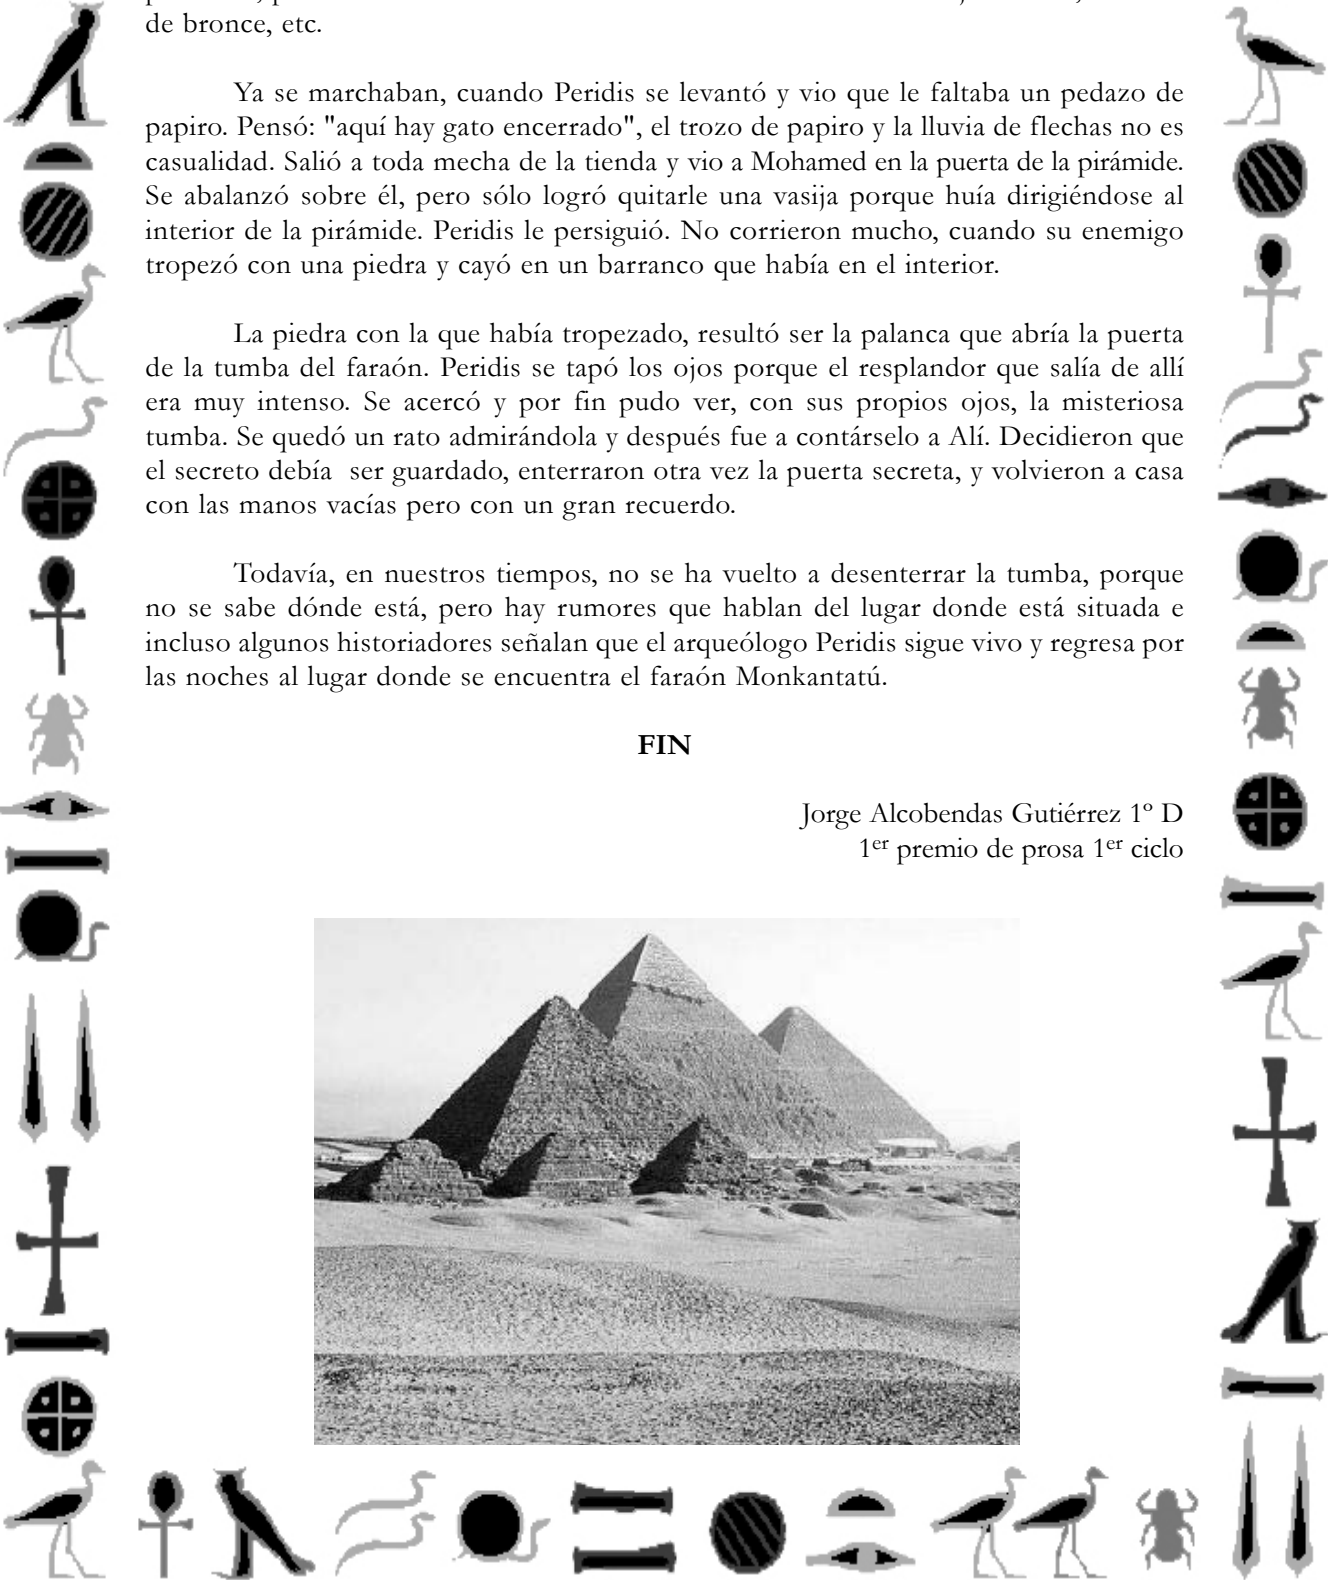 de bronce, etc.
Ya se marchaban, cuando Peridis se levantó y vio que le faltaba un pedazo de
papiro. Pensó: "aquí hay gato encerrado", el trozo de papiro y la lluvia de flechas no es
casualidad. Salió a toda mecha de la tienda y vio a Mohamed en la puerta de la pirámide.
Se abalanzó sobre él, pero sólo logró quitarle una vasija porque huía dirigiéndose al
interior de la pirámide. Peridis le persiguió. No corrieron mucho, cuando su enemigo
tropezó con una piedra y cayó en un barranco que había en el interior.
La piedra con la que había tropezado, resultó ser la palanca que abría la puerta
de la tumba del faraón. Peridis se tapó los ojos porque el resplandor que salía de allí
era muy intenso. Se acercó y por fin pudo ver, con sus propios ojos, la misteriosa
tumba. Se quedó un rato admirándola y después fue a contárselo a Alí. Decidieron que
el secreto debía  ser guardado, enterraron otra vez la puerta secreta, y volvieron a casa
con las manos vacías pero con un gran recuerdo.
Todavía, en nuestros tiempos, no se ha vuelto a desenterrar la tumba, porque
no se sabe dónde está, pero hay rumores que hablan del lugar donde está situada e
incluso algunos historiadores señalan que el arqueólogo Peridis sigue vivo y regresa por
las noches al lugar donde se encuentra el faraón Monkantatú.
FIN
Jorge Alcobendas Gutiérrez 1º D
1er premio de prosa 1er ciclo